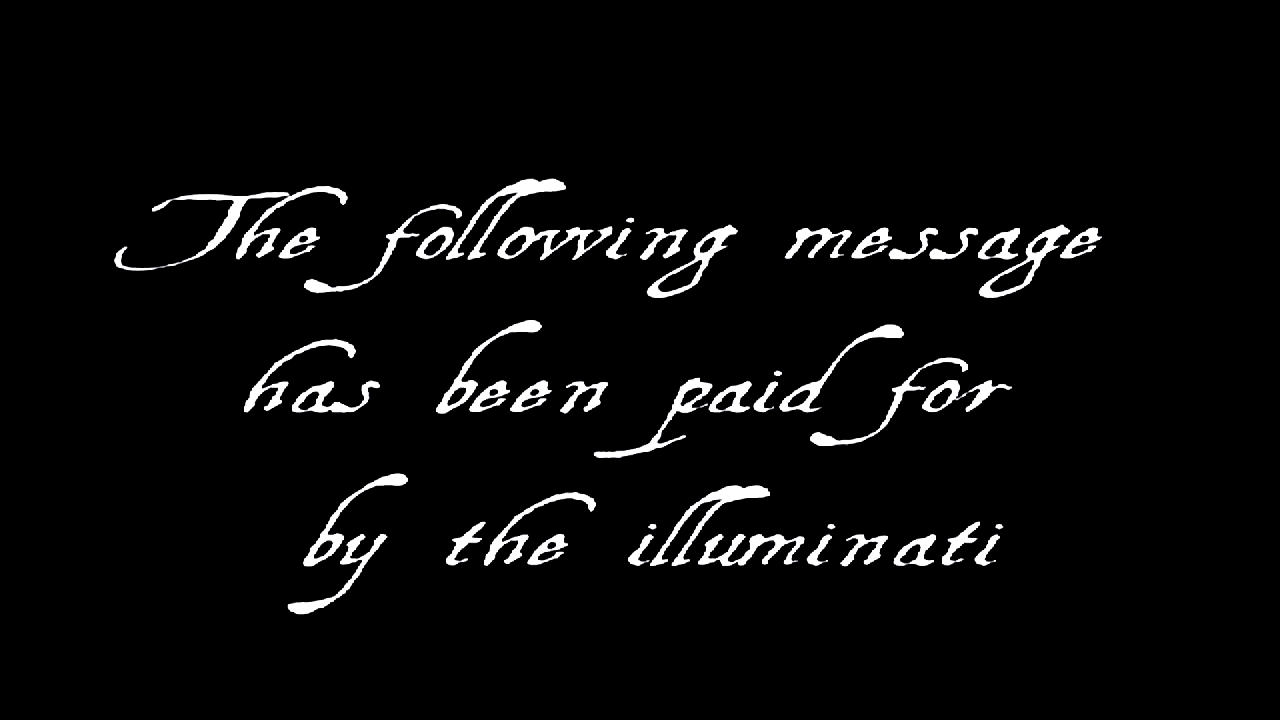 The following message
has been paid for
by the illuminati